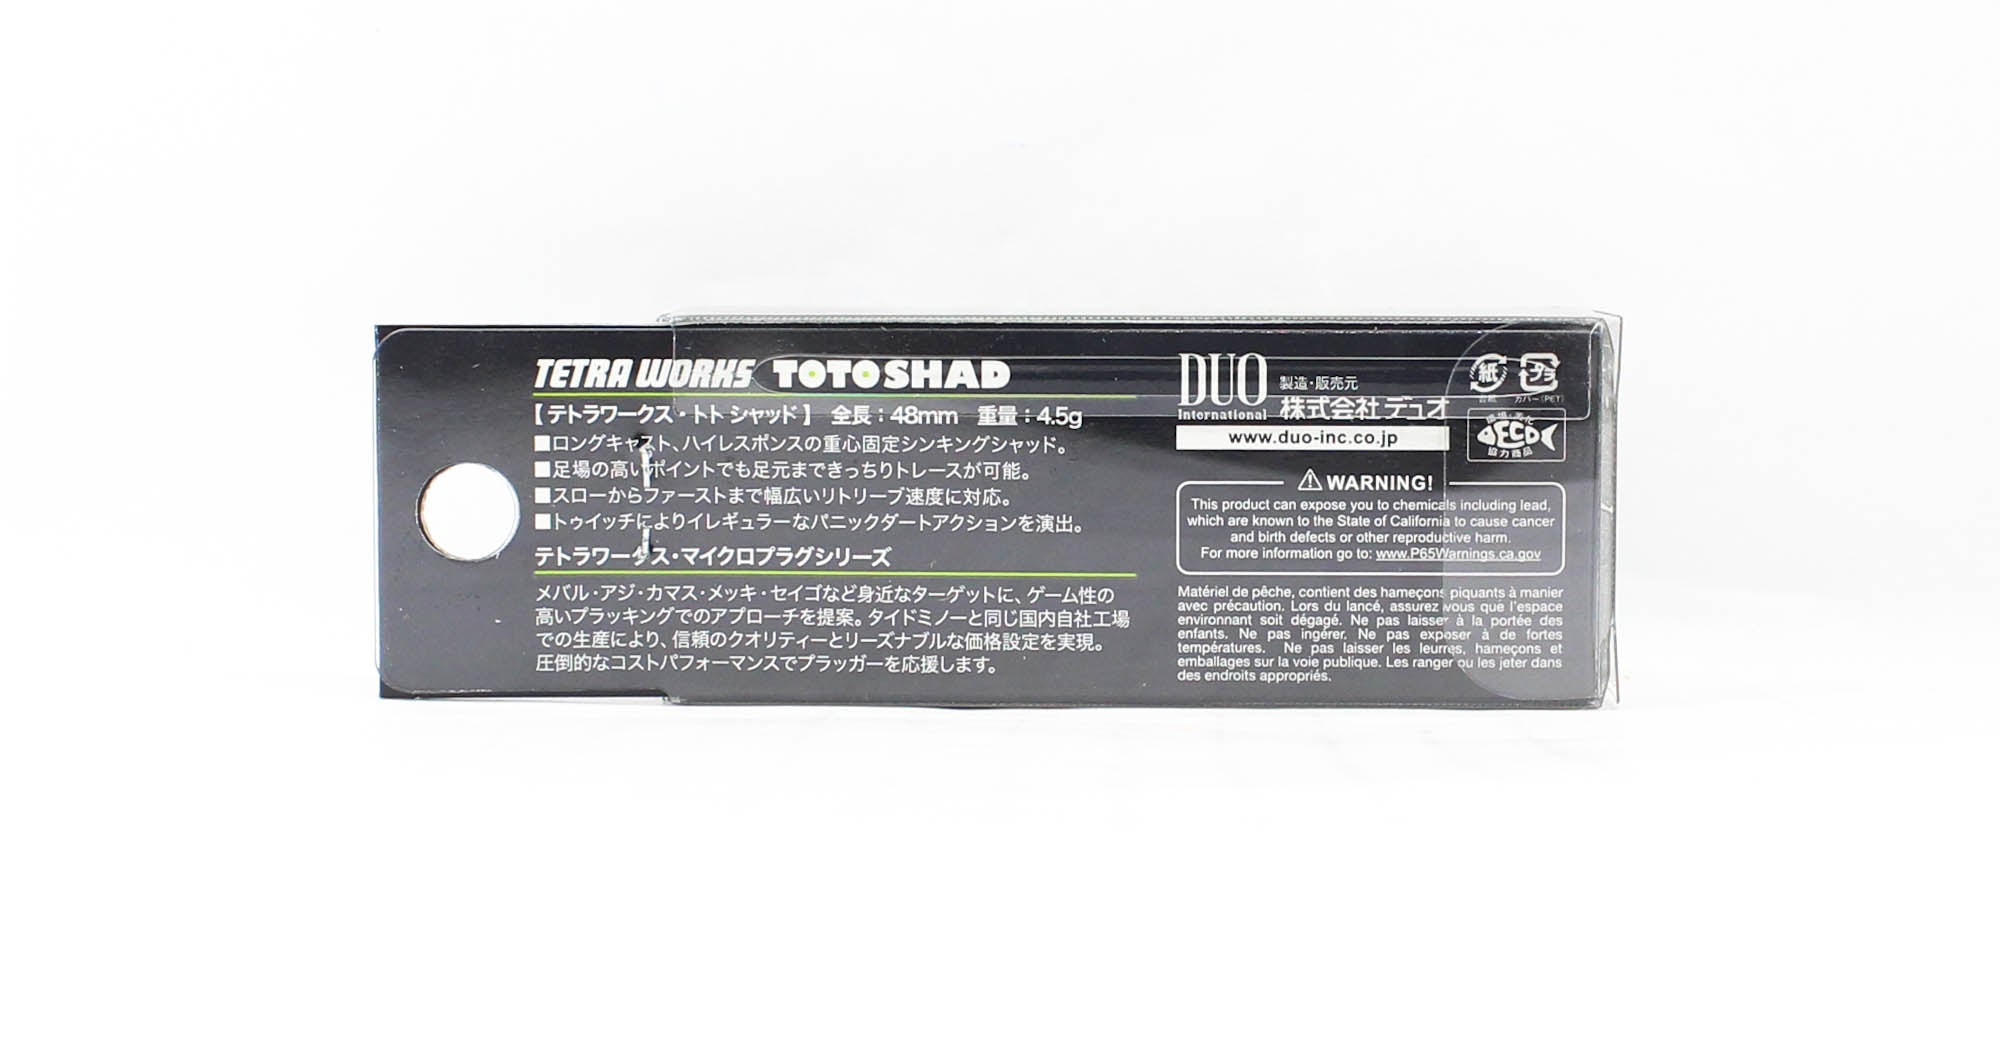 TETRA WORKS TOTO SHAD
【テトラワークス・トト シャッド】 全長：48mm 重量：4.5g
■ロングキャスト、ハイレスポンスの重心固定シンキングシャッド。
■足場の高いポイントでも足元まできっちりトレースが可能。
■スローからファーストまで幅広いリトリーブ速度に対応。
■トゥイッチによりイレギュラーなパニックダートアクションを演出。
テトラワークス・マイクロプラグシリーズ
メバル・アジ・カマス・メッキ・セイゴなど身近なターゲットに、ゲーム性の
高いプラッキングでのアプローチを提案。タイドミノーと同じ国内自社工場
での生産により、信頼のクオリティーとリーズナブルな価格設定を実現。
圧倒的なコストパフォーマンスでプラッガーを応援します。
DUO
International
製造・販売元
株式会社デュオ
www.duo-inc.co.jp
紙
台紙
プラ
カバー(PET)
環境・美化
ECO
協力商品
⚠WARNING!
This product can expose you to chemicals including lead,
which are known to the State of California to cause cancer
and birth defects or other reproductive harm.
For more information go to: www.P65Warnings.ca.gov
Matériel de pêche, contient des hameçons piquants à manier
avec précaution. Lors du lancé, assurez vous que l'espace
environnant soit dégagé. Ne pas laisser à la portée des
enfants. Ne pas ingérer. Ne pas exposer à de fortes
températures. Ne pas laisser les leurres, hameçons et
emballages sur la voie publique. Les ranger ou les jeter dans
des endroits appropriés.